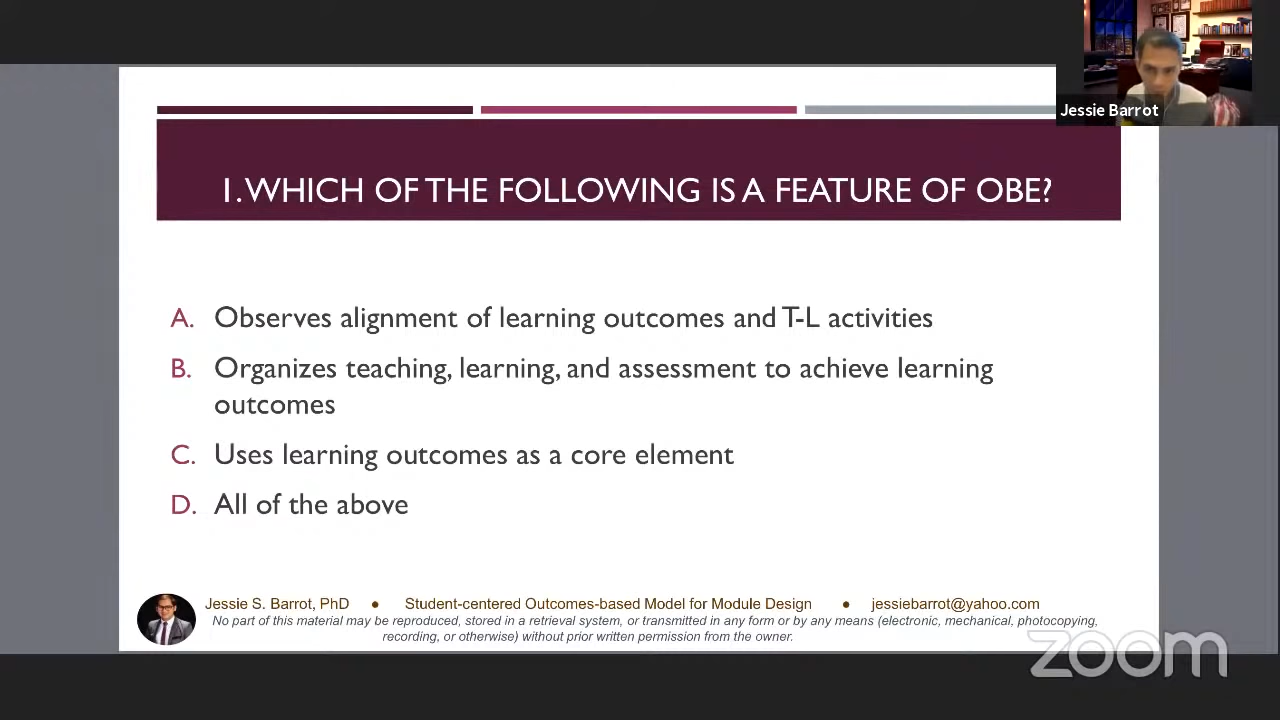 Jessie Barrot
1. WHICH OF THE FOLLOWING IS A FEATURE OF OBE?
A. Observes alignment of learning outcomes and T-L activities
B. Organizes teaching, learning, and assessment to achieve learning
outcomes
C. Uses learning outcomes as a core element
D. All of the above
Jessie S. Barrot, PhD ● Student-centered Outcomes-based Model for Module Design ● jessiebarrot@yahoo.com
No part of this material may be reproduced, stored in a retrieval system, or transmitted in any form or by any means (electronic, mechanical, photocopying,
recording, or otherwise) without prior written permission from the owner.
zoom